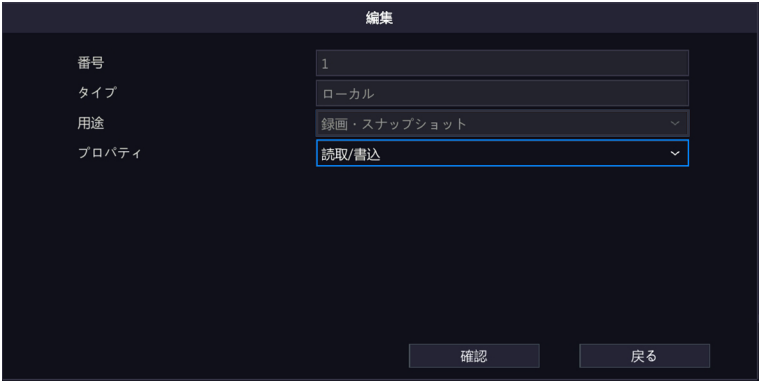 編集
番号 1
タイプ ローカル
用途 録画・スナップショット
プロパティ 読取/書込
確認 戻る